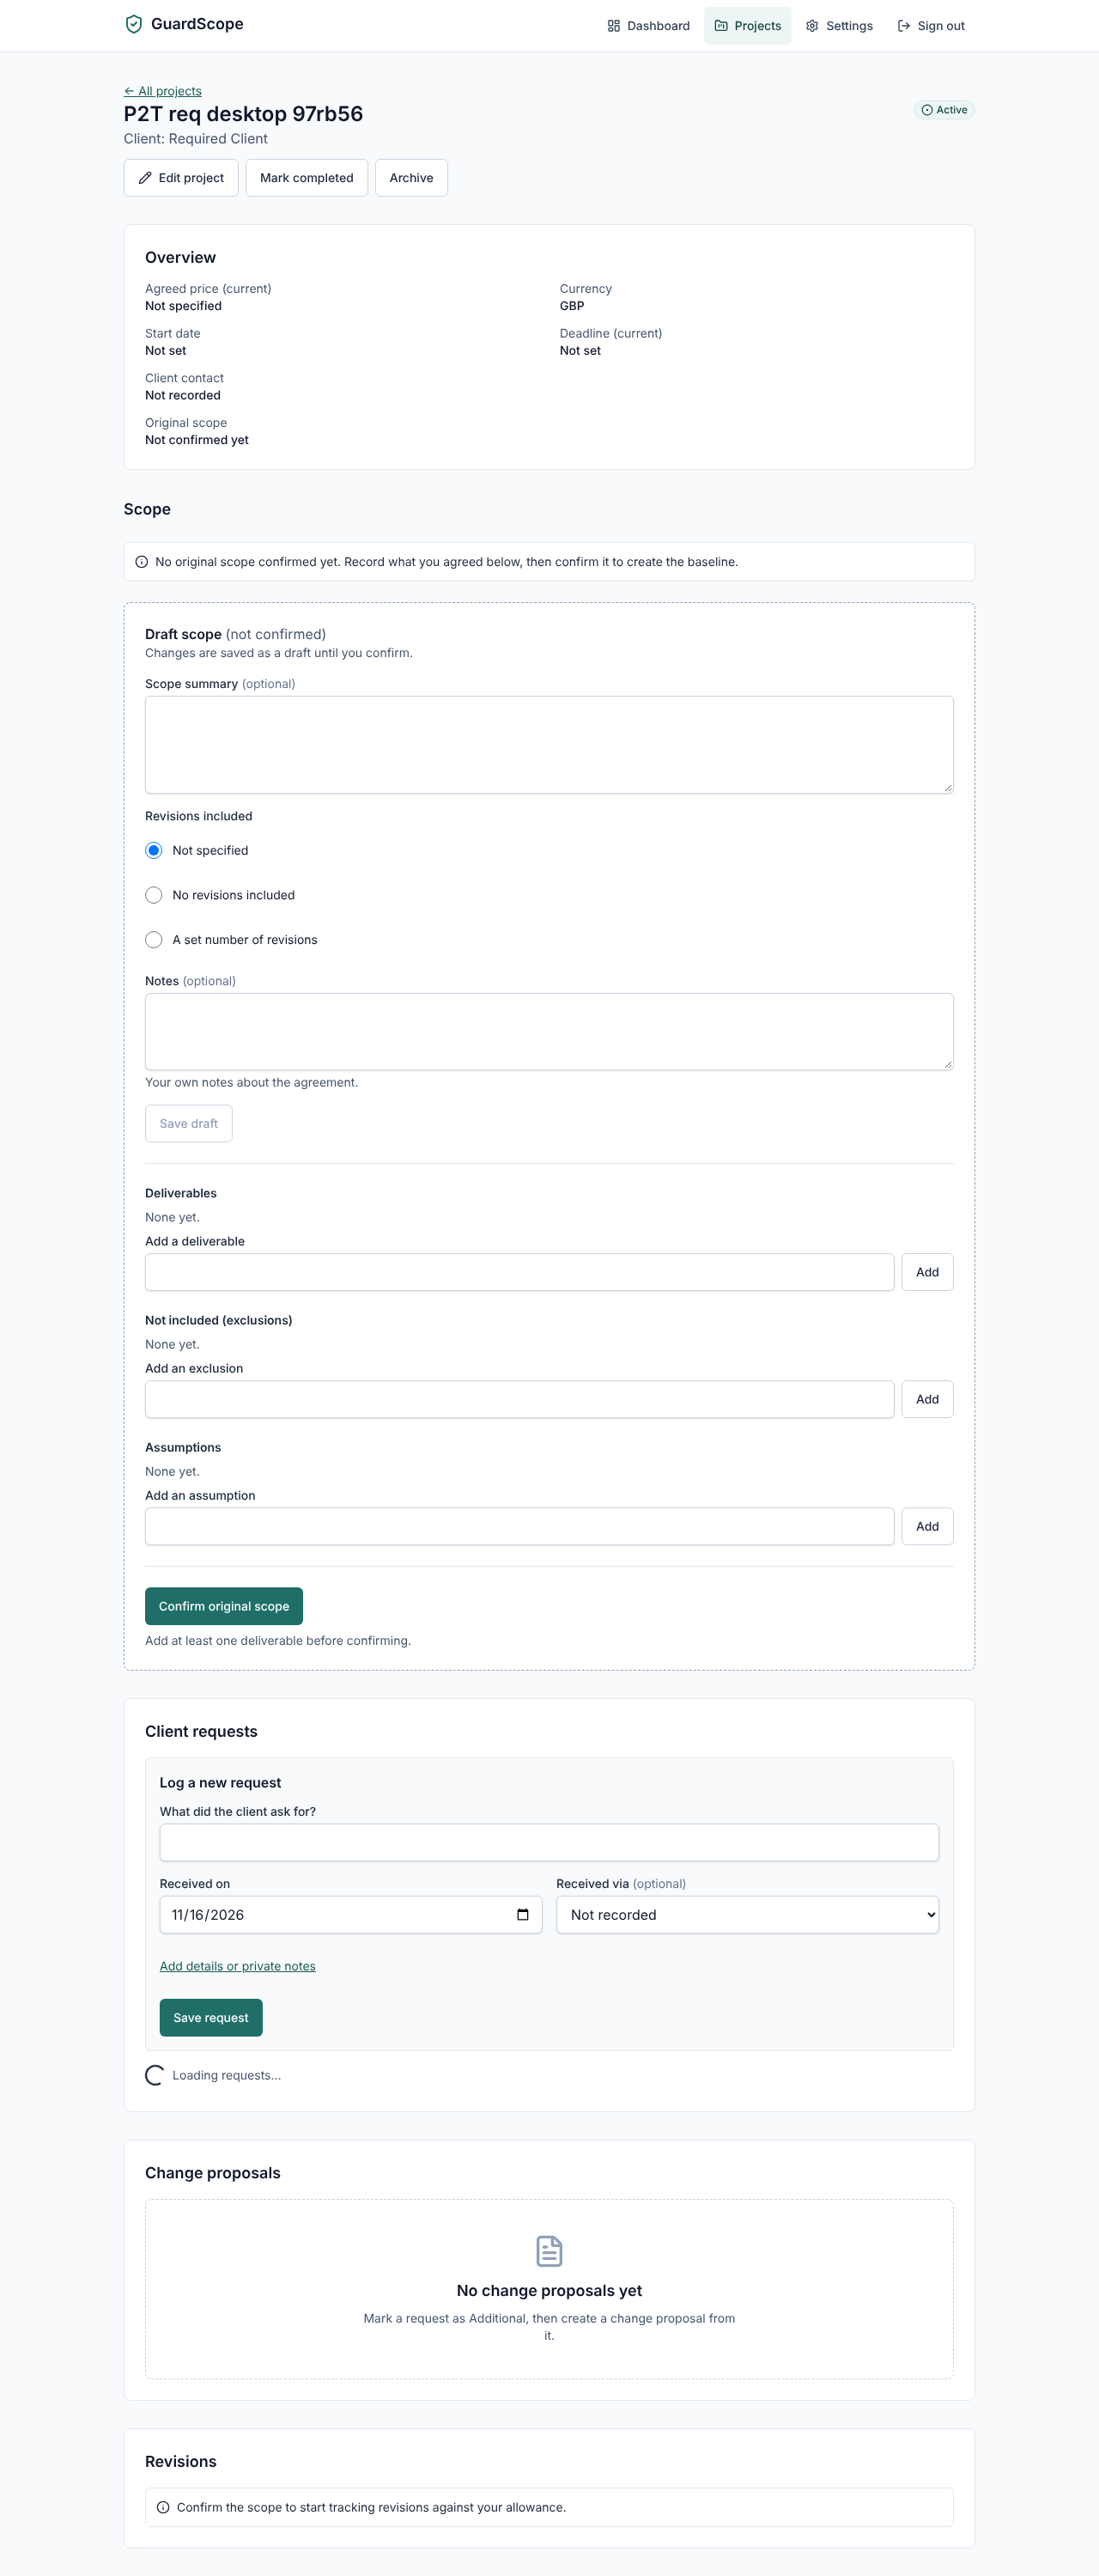 GuardScope
Dashboard
Projects
Settings
Sign out
← All projects
P2T req desktop 97rb56
Active
Client: Required Client
Edit project
Mark completed
Archive
Overview
Agreed price (current)
Not specified
Currency
GBP
Start date
Not set
Deadline (current)
Not set
Client contact
Not recorded
Original scope
Not confirmed yet
Scope
No original scope confirmed yet. Record what you agreed below, then confirm it to create the baseline.
Draft scope (not confirmed)
Changes are saved as a draft until you confirm.
Scope summary (optional)
Revisions included
Not specified
No revisions included
A set number of revisions
Notes (optional)
Your own notes about the agreement.
Save draft
Deliverables
None yet.
Add a deliverable
Add
Not included (exclusions)
None yet.
Add an exclusion
Add
Assumptions
None yet.
Add an assumption
Add
Confirm original scope
Add at least one deliverable before confirming.
Client requests
Log a new request
What did the client ask for?
Received on
11/16/2026
Received via (optional)
Not recorded
Add details or private notes
Save request
Loading requests...
Change proposals
No change proposals yet
Mark a request as Additional, then create a change proposal from
it.
Revisions
Confirm the scope to start tracking revisions against your allowance.